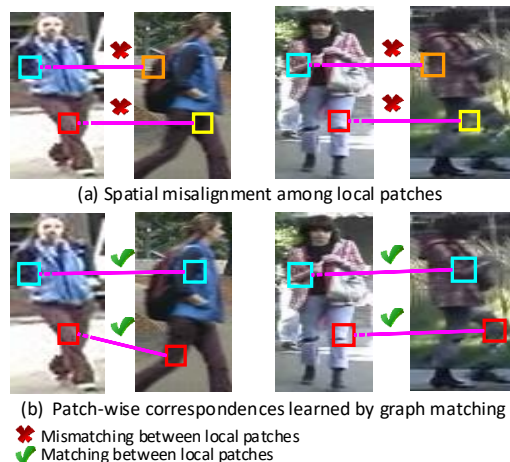 (a) Spatial misalignment among local patches
(b) Patch-wise correspondences learned by graph matching
Mismatching between local patches
Matching between local patches